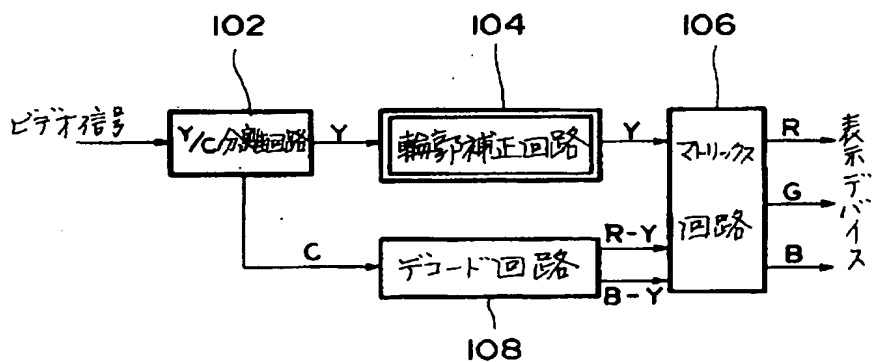 102
104
106
ビデオ信号
Y/C分離回路
Y
輪郭補正回路
Y
マトリックス
回路
R
G
B
表示デバイス
C
デコード回路
R-Y
B-Y
108